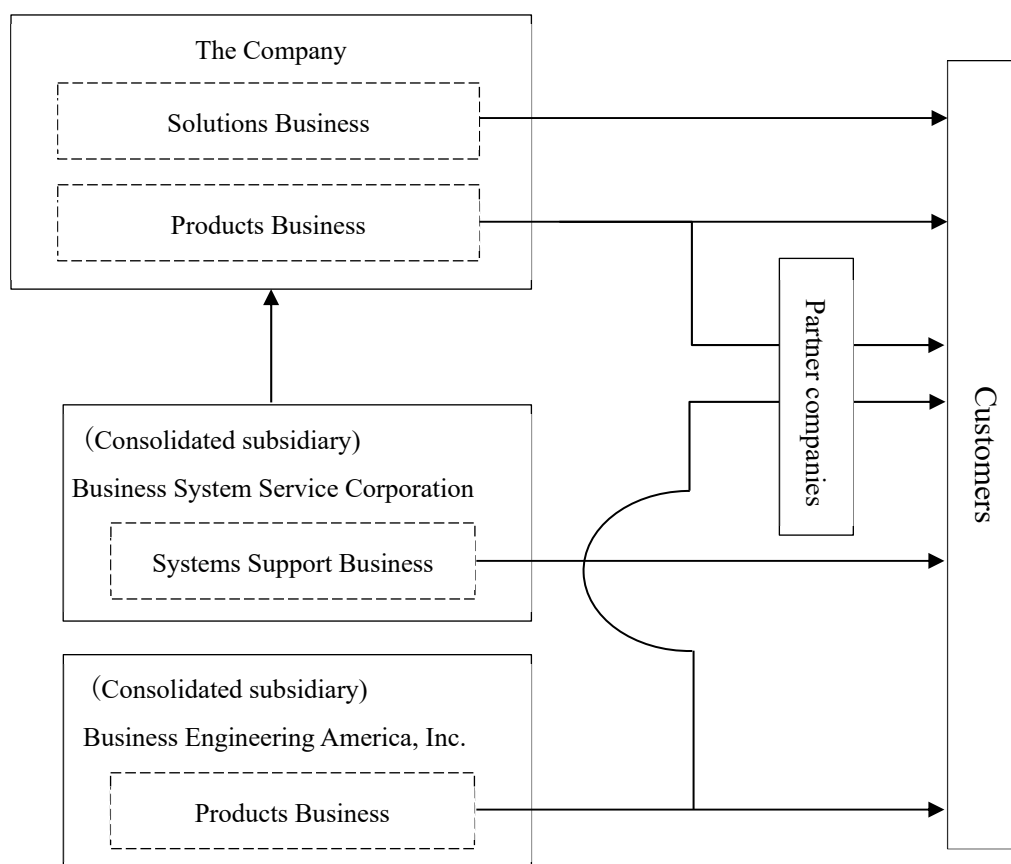 The Company
Solutions Business
Products Business
Partner companies
Customers
（Consolidated subsidiary)
Business System Service Corporation
Systems Support Business
（Consolidated subsidiary)
Business Engineering America, Inc.
Products Business